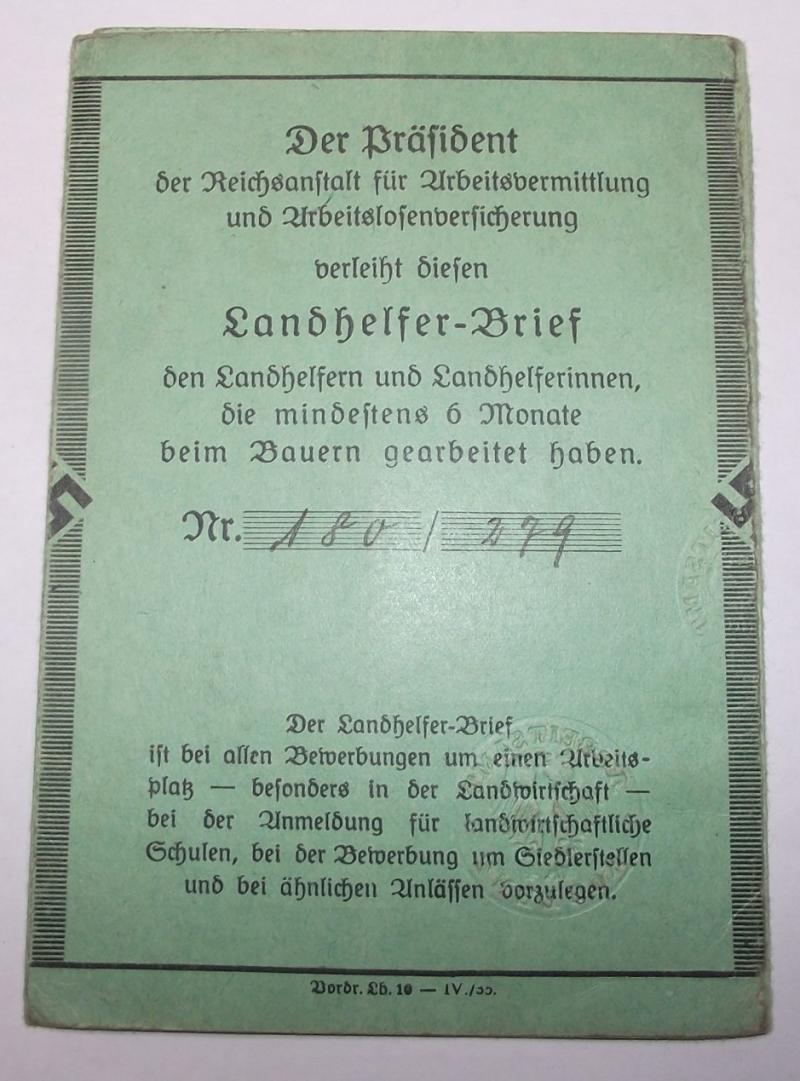 Der Präsident
der Reichsanstalt für Arbeitsvermittlung
und Arbeitslosenversicherung
verleiht diesen
Landhelfer-Brief
den Landhelfern und Landhelferinnen,
die mindestens 6 Monate
beim Bauern gearbeitet haben.
Nr. 180 / 279
Der Landhelfer-Brief
ist bei allen Bewerbungen um einen Arbeits-
platz — besonders in der Landwirtschaft —
bei der Anmeldung für landwirtschaftliche
Schulen, bei der Bewerbung um Siedlerstellen
und bei ähnlichen Anlässen vorzulegen.
Vordr. Lh. 10 —